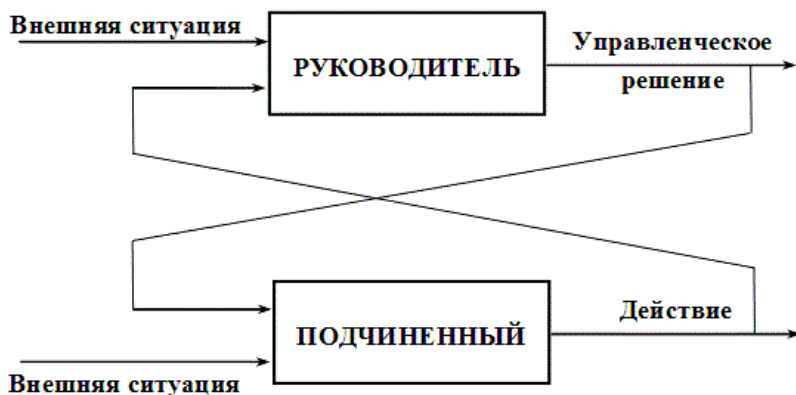 Внешняя ситуация
РУКОВОДИТЕЛЬ
Управленческое
решение
ПОДЧИНЕННЫЙ
Действие
Внешняя ситуация